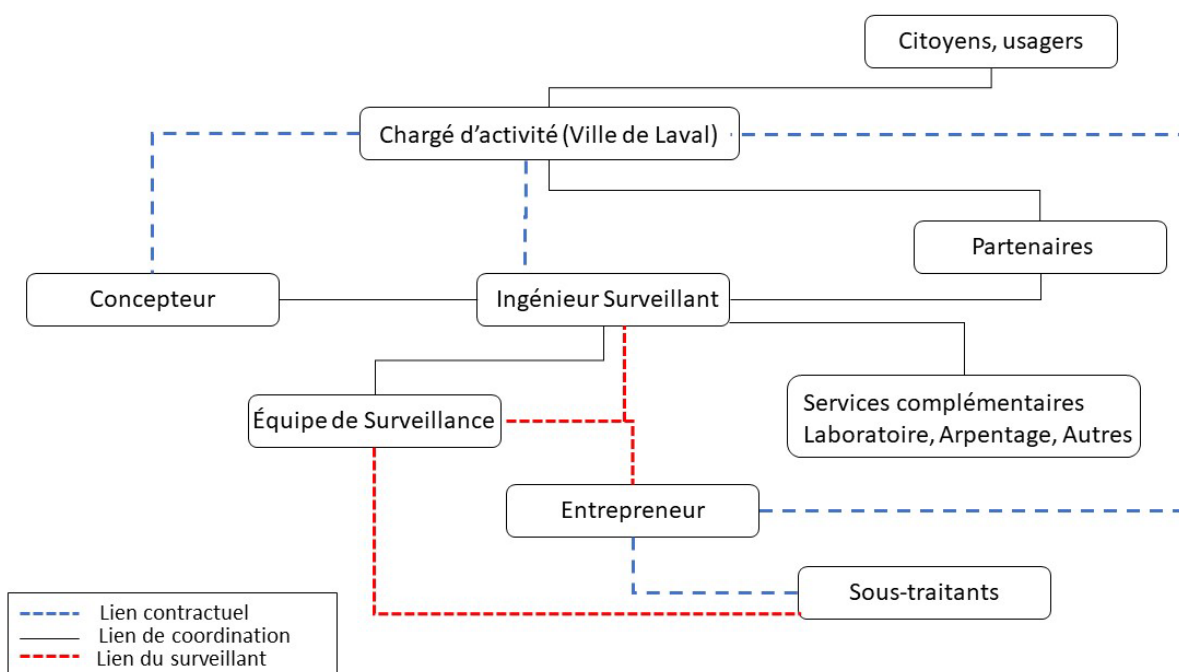 Citoyens, usagers
Chargé d’activité (Ville de Laval)
Partenaires
Concepteur
Ingénieur Surveillant
Équipe de Surveillance
Services complémentaires
Laboratoire, Arpentage, Autres
Entrepreneur
Sous-traitants
Lien contractuel
Lien de coordination
Lien du surveillant